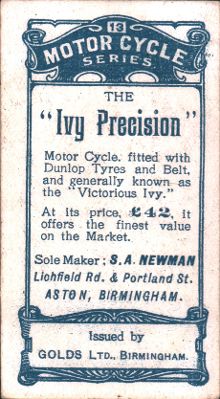 13
MOTOR CYCLE
SERIES
THE
"Ivy Precision"
Motor Cycle. fitted with
Dunlop Tyres and Belt,
and generally known as
the "Victorious Ivy."
At its price, £42, it
offers the finest value
on the Market.
Sole Maker; S. A. NEWMAN
Lichfield Rd. & Portland St.
ASTON, BIRMINGHAM.
Issued by
GOLDS LTD., BIRMINGHAM.